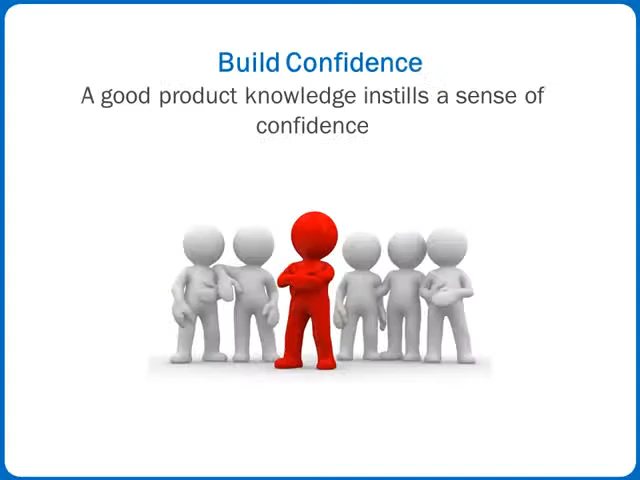 Build Confidence
A good product knowledge instills a sense of
confidence